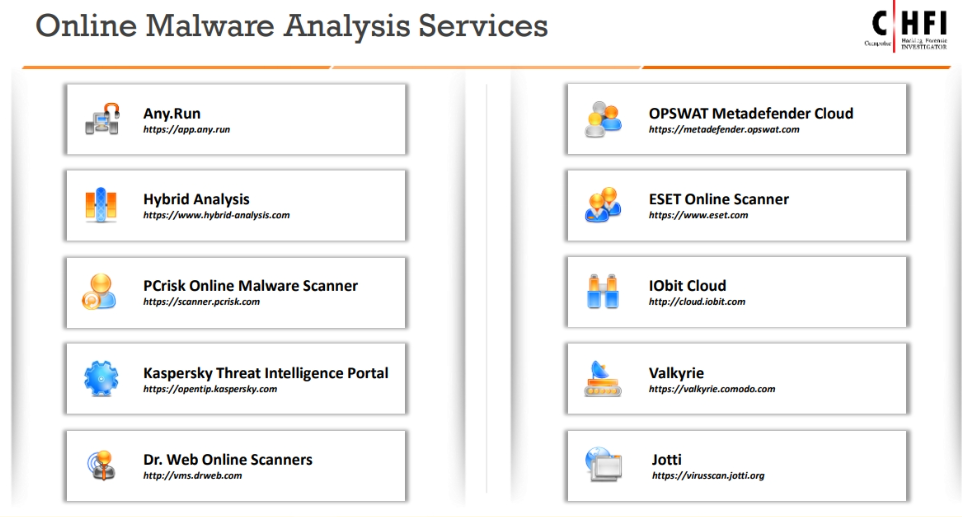 Online Malware Analysis Services
CHFI
Computer
Hacking Forensic
INVESTIGATOR
Any.Run
https://app.any.run
Hybrid Analysis
https://www.hybrid-analysis.com
PCrisk Online Malware Scanner
https://scanner.pcrisk.com
Kaspersky Threat Intelligence Portal
https://opentip.kaspersky.com
Dr. Web Online Scanners
http://vms.drweb.com
OPSWAT Metadefender Cloud
https://metadefender.opswat.com
ESET Online Scanner
https://www.eset.com
IObit Cloud
http://cloud.iobit.com
Valkyrie
https://valkyrie.comodo.com
Jotti
https://virusscan.jotti.org